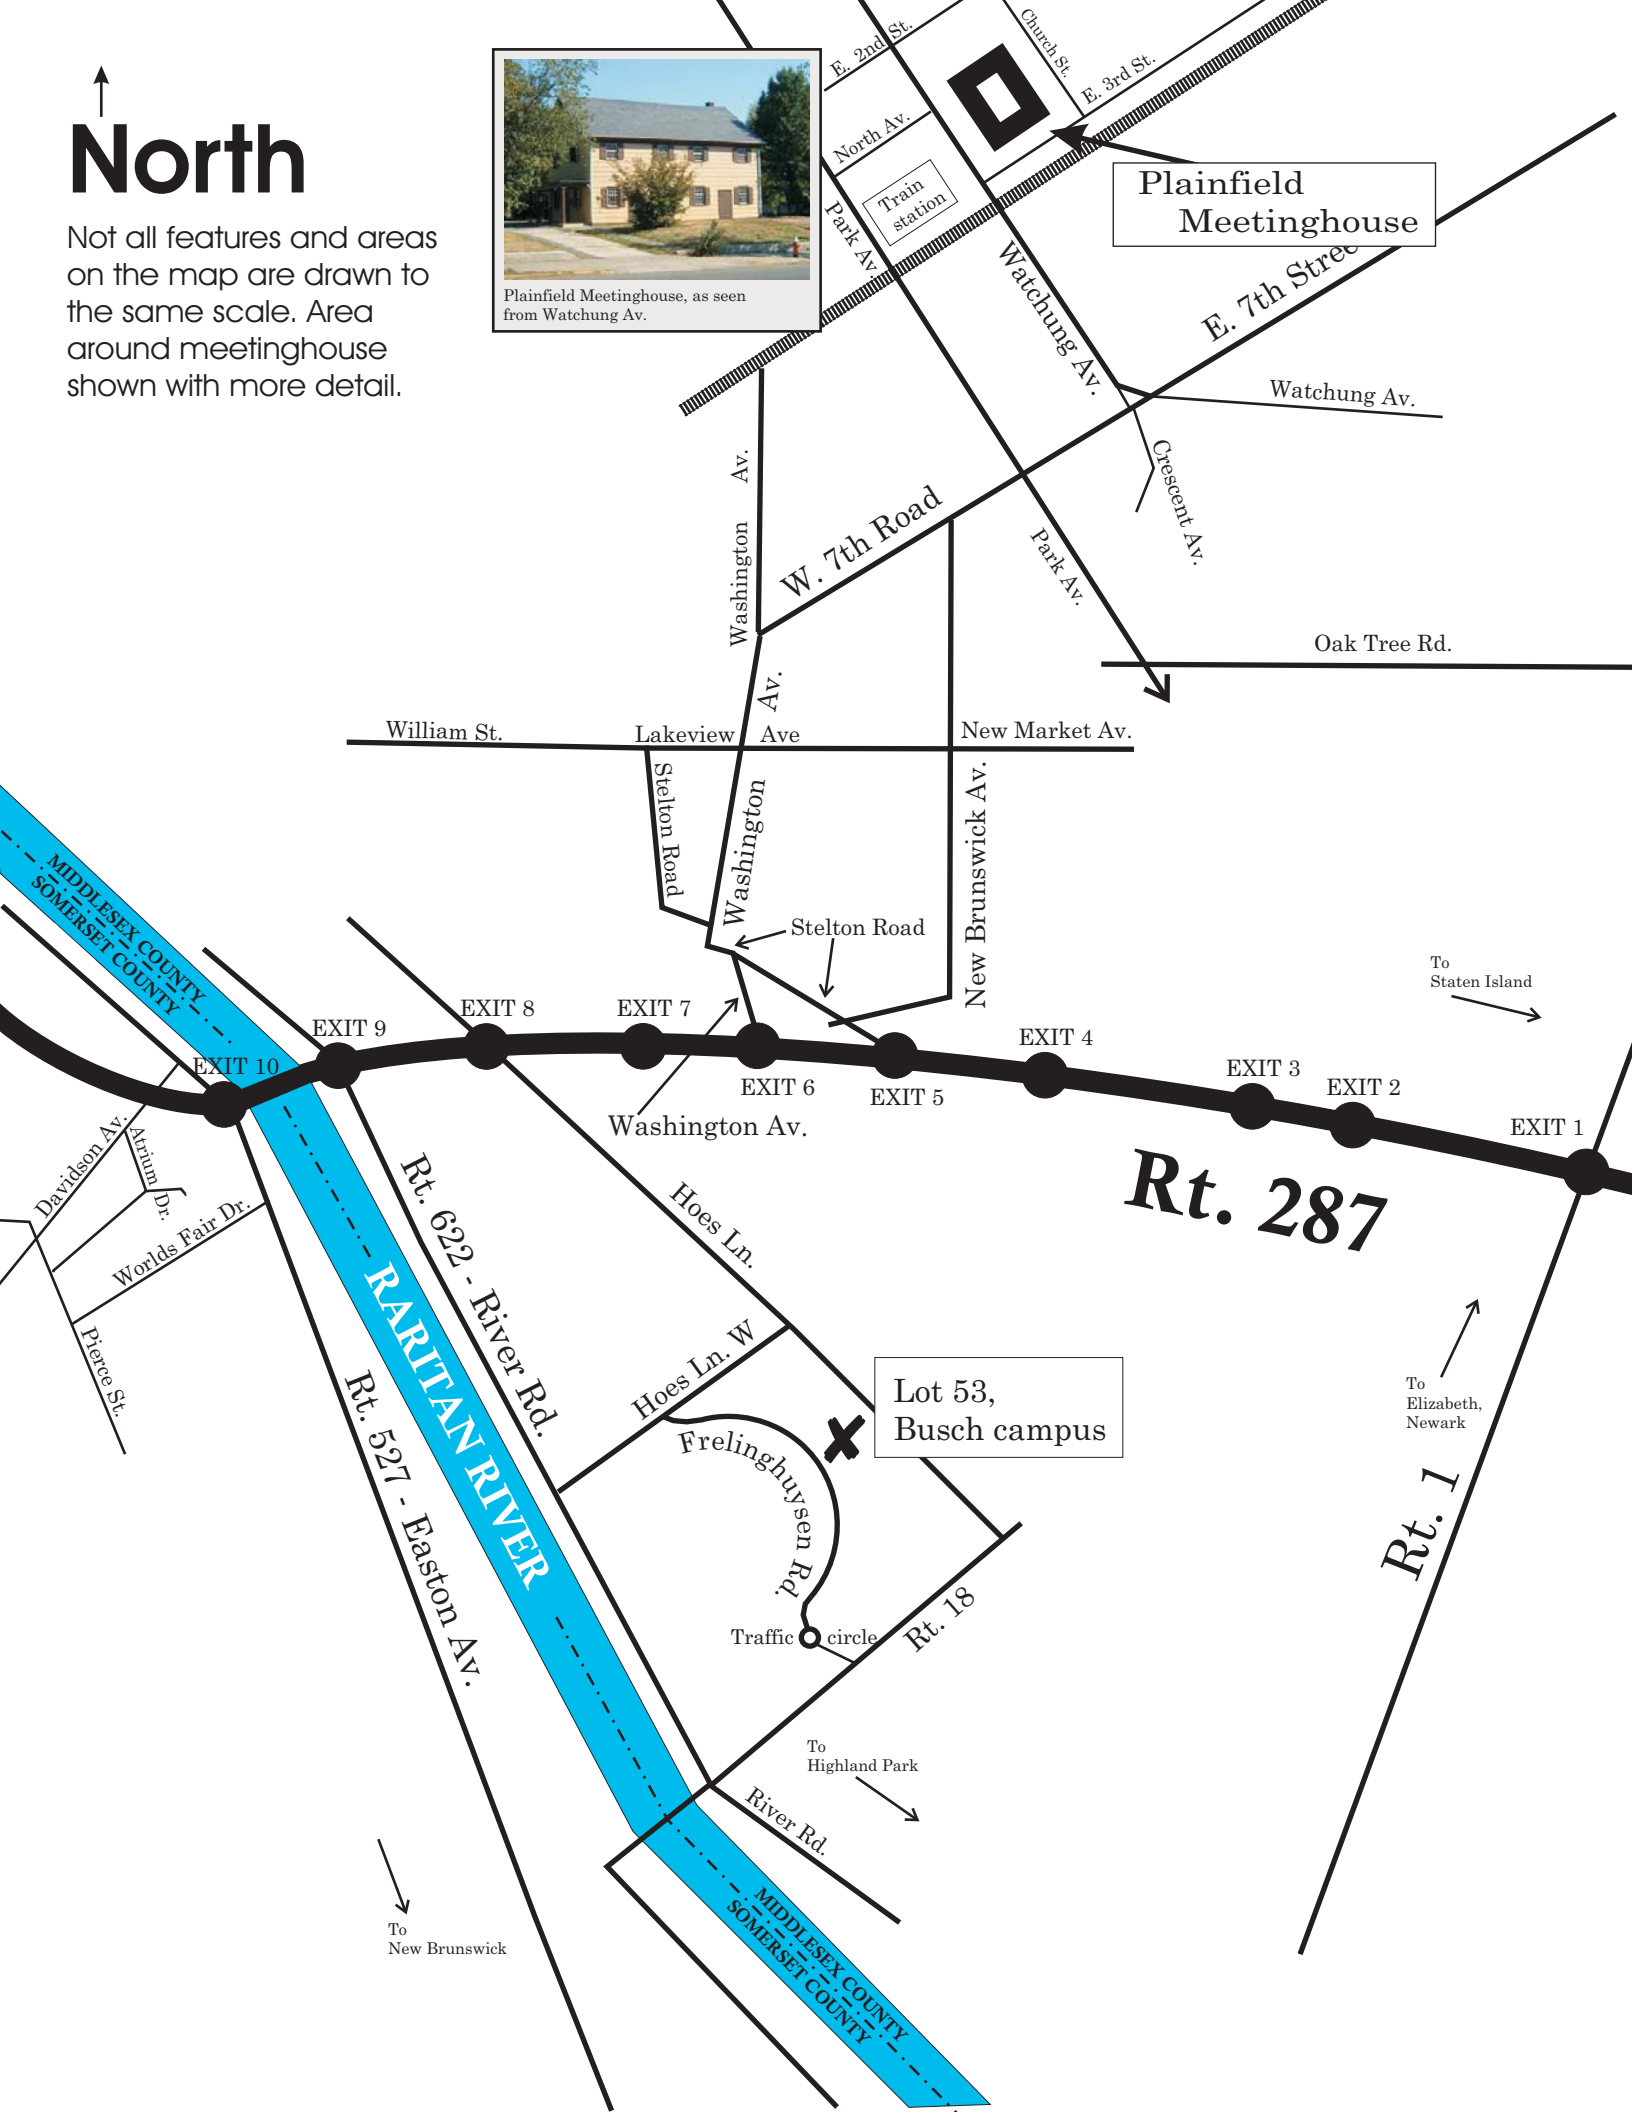 North
Not all features and areas
on the map are drawn to
the same scale. Area
around meetinghouse
shown with more detail.
Plainfield Meetinghouse, as seen
from Watchung Av.
E. 2nd St.
Church St.
E. 3rd St.
North Av.
Train
station
Plainfield
Meetinghouse
Park Av.
Watchung Av.
E. 7th Stree
Watchung Av.
Crescent Av.
Washington Av.
W. 7th Road
Park Av.
Oak Tree Rd.
William St.
Lakeview Ave
New Market Av.
Washington Av.
Stelton Road
New Brunswick Av.
Stelton Road
MIDDLESEX COUNTY
SOMERSET COUNTY
To
Staten Island
EXIT 10
EXIT 9
EXIT 8
EXIT 7
EXIT 6
EXIT 5
EXIT 4
EXIT 3
EXIT 2
EXIT 1
Washington Av.
Rt. 287
Davidson Av.
Atrium Dr.
Worlds Fair Dr.
Pierce St.
Rt. 622 - River Rd.
Hoes Ln.
RARITAN RIVER
Rt. 527 - Easton Av.
Hoes Ln. W
Lot 53,
Busch campus
Frelinghuysen Rd.
To
Elizabeth,
Newark
Rt. 1
Traffic circle
Rt. 18
To
Highland Park
River Rd.
To
New Brunswick
MIDDLESEX COUNTY
SOMERSET COUNTY